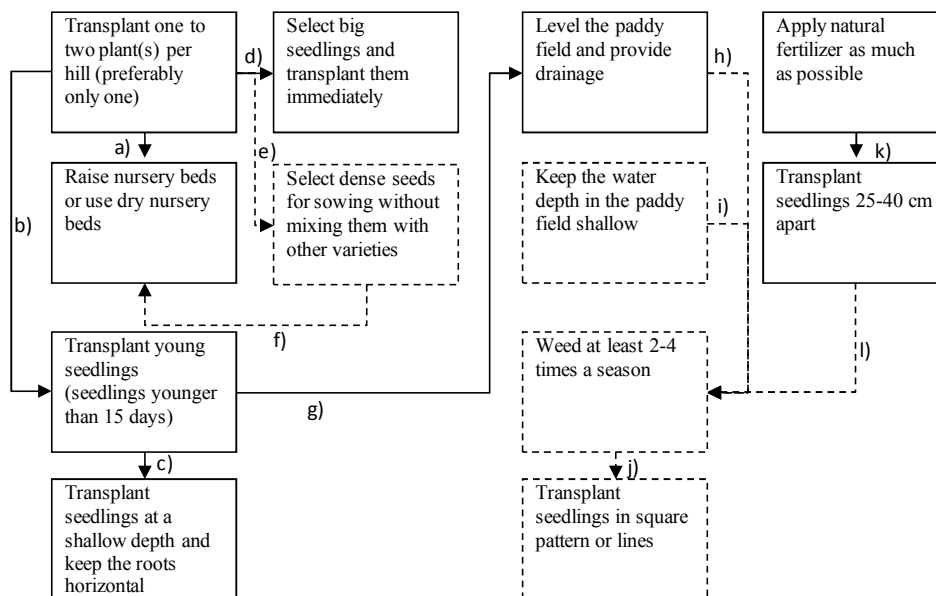 Transplant one to
two plant(s) per
hill (preferably
only one)
d)
Select big
seedlings and
transplant them
immediately
Level the paddy
field and provide
drainage
h)
Apply natural
fertilizer as much
as possible
a)
e)
k)
b)
Raise nursery beds
or use dry nursery
beds
Select dense seeds
for sowing without
mixing them with
other varieties
Keep the water
depth in the paddy
field shallow
i)
Transplant
seedlings 25-40 cm
apart
f)
Transplant young
seedlings
(seedlings younger
than 15 days)
g)
Weed at least 2-4
times a season
l)
c)
j)
Transplant
seedlings at a
shallow depth and
keep the roots
horizontal
Transplant
seedlings in square
pattern or lines